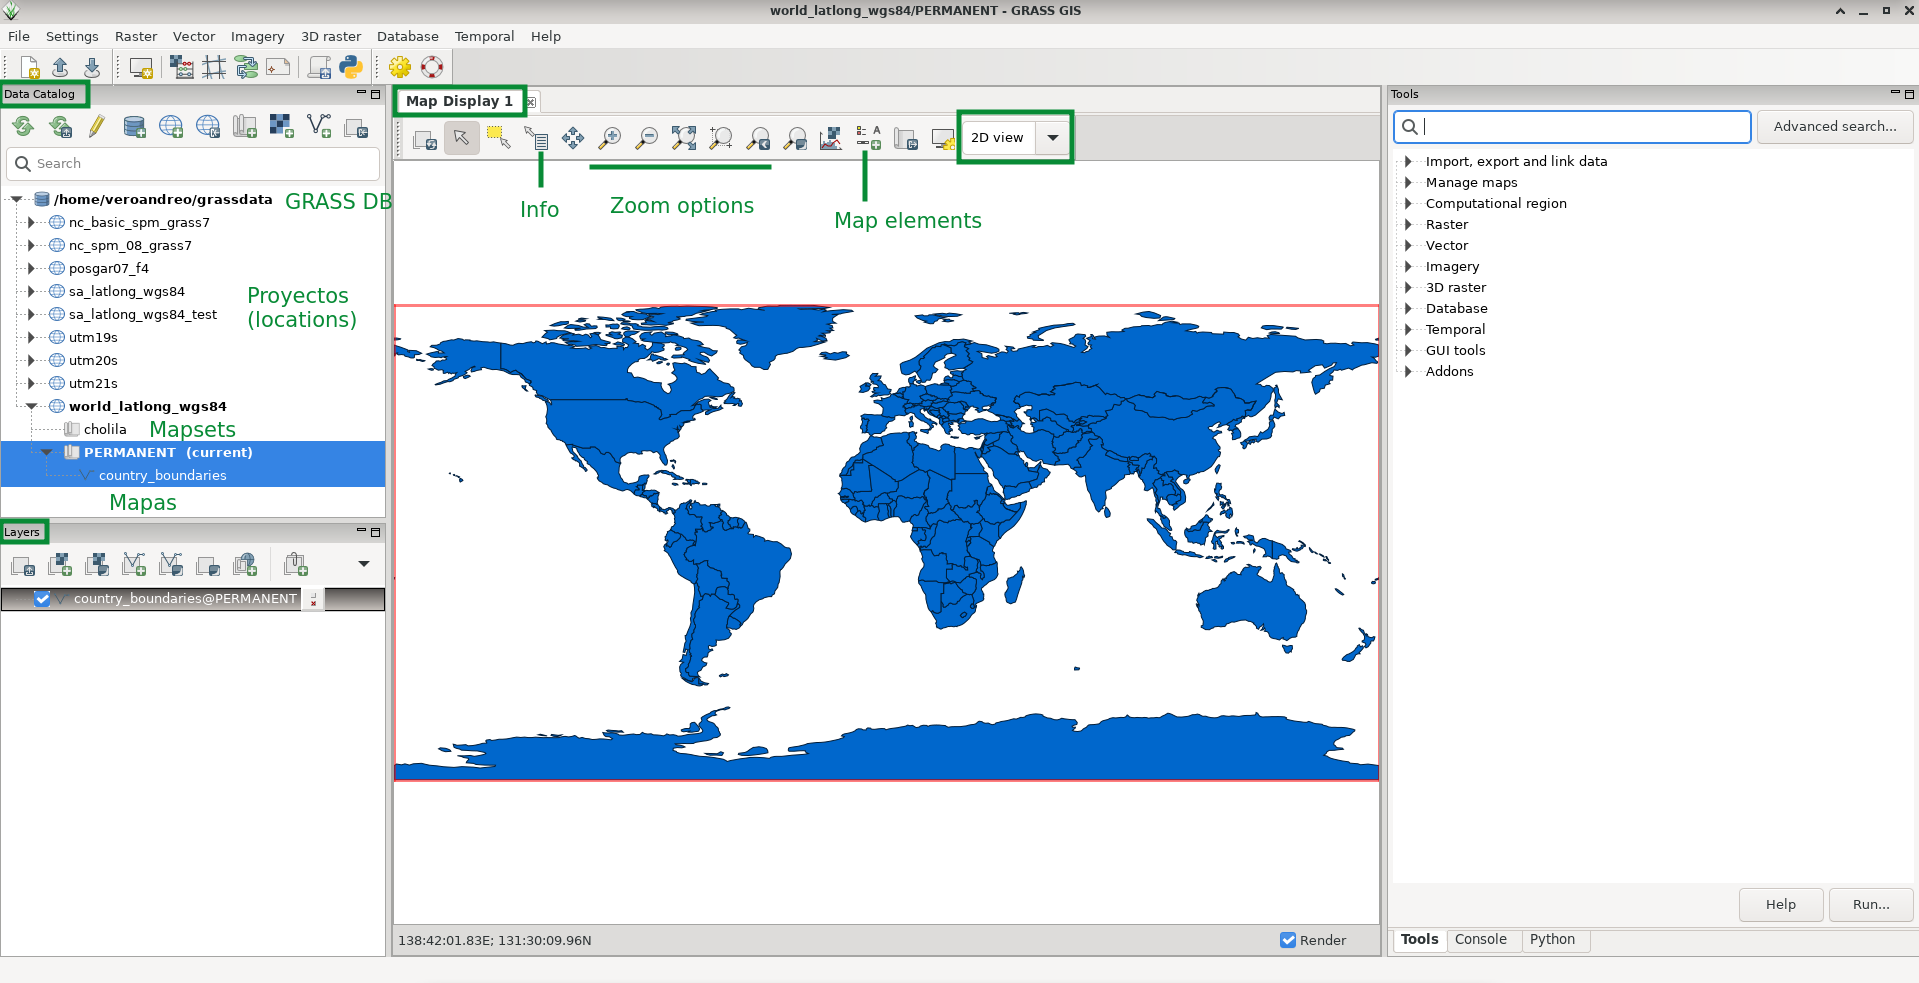 world_latlong_wgs84/PERMANENT - GRASS GIS
File Settings Raster Vector Imagery 3D raster Database Temporal Help
Data Catalog
Search
/home/veroandreo/grassdata GRASS DB
nc_basic_spm_grass7
nc_spm_08_grass7
posgar07_f4
sa_latlong_wgs84
sa_latlong_wgs84_test
Proyectos
(locations)
utm19s
utm20s
utm21s
world_latlong_wgs84
cholila Mapsets
PERMANENT (current)
country_boundaries
Mapas
Layers
country_boundaries@PERMANENT
Map Display 1
2D view
Info
Zoom options
Map elements
138:42:01.83E; 131:30:09.96N
Render
Tools
Advanced search...
Import, export and link data
Manage maps
Computational region
Raster
Vector
Imagery
3D raster
Database
Temporal
GUI tools
Addons
Help Run...
Tools Console Python